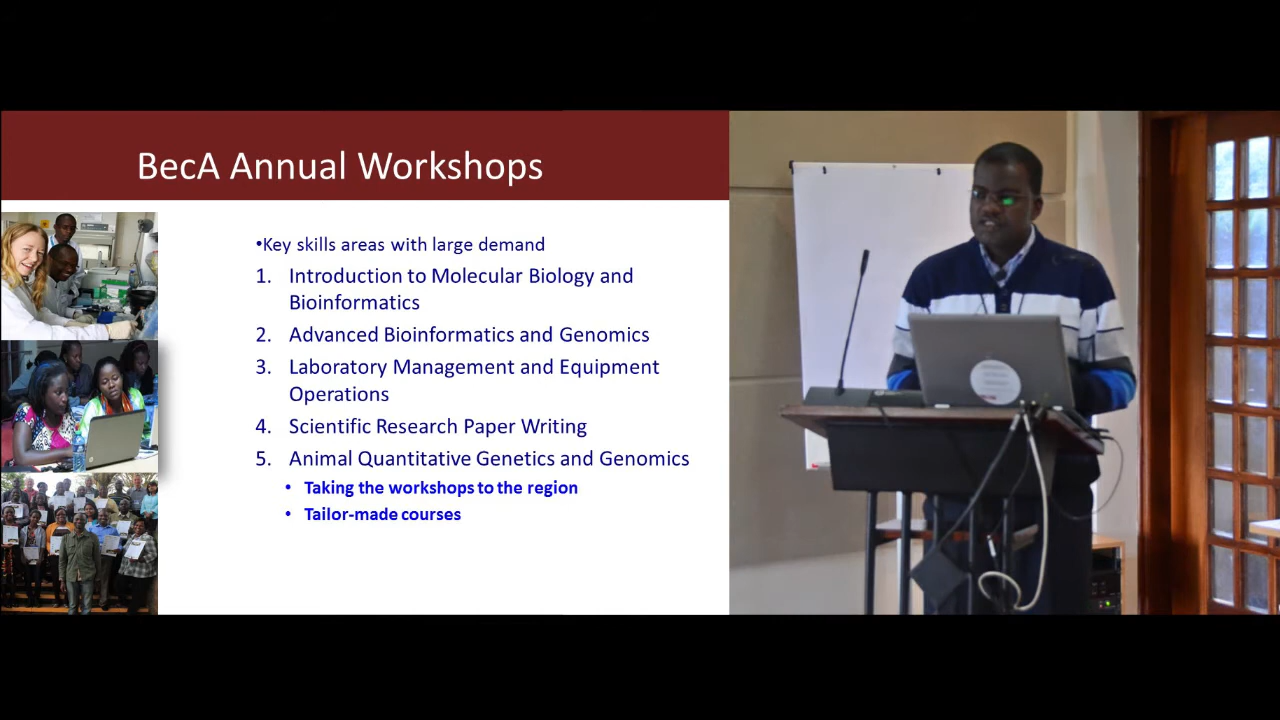 BecA Annual Workshops
•Key skills areas with large demand
1. Introduction to Molecular Biology and
Bioinformatics
2. Advanced Bioinformatics and Genomics
3. Laboratory Management and Equipment
Operations
4. Scientific Research Paper Writing
5. Animal Quantitative Genetics and Genomics
• Taking the workshops to the region
• Tailor-made courses